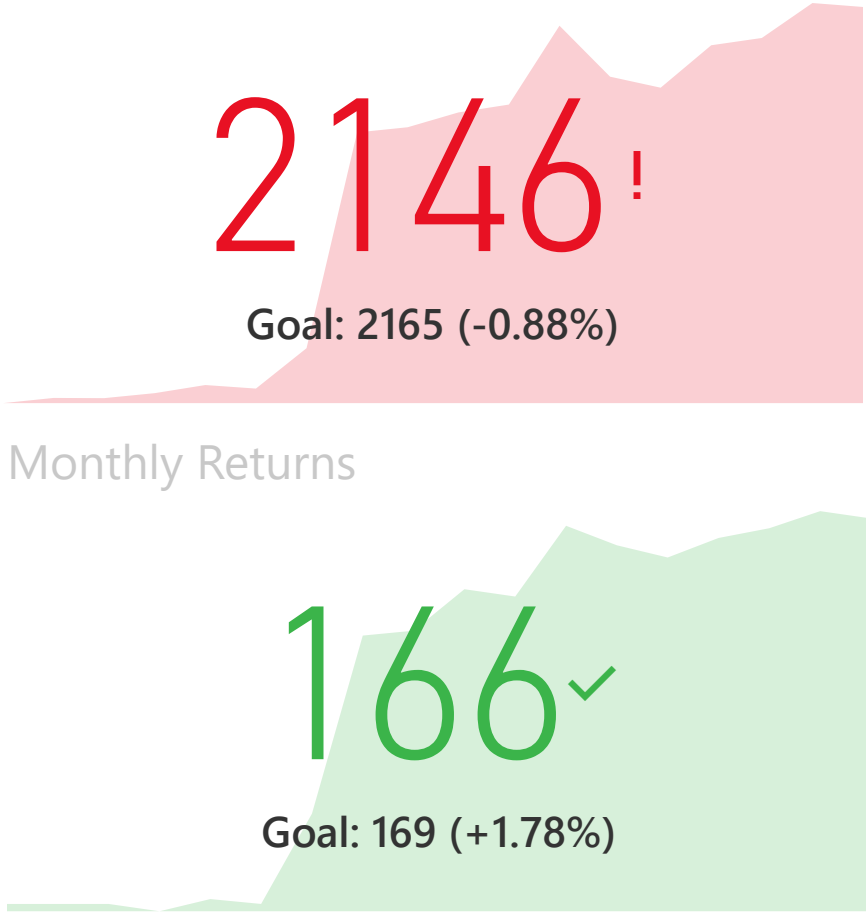 2146!
Goal: 2165 (-0.88%)
Monthly Returns
166✓
Goal: 169 (+1.78%)